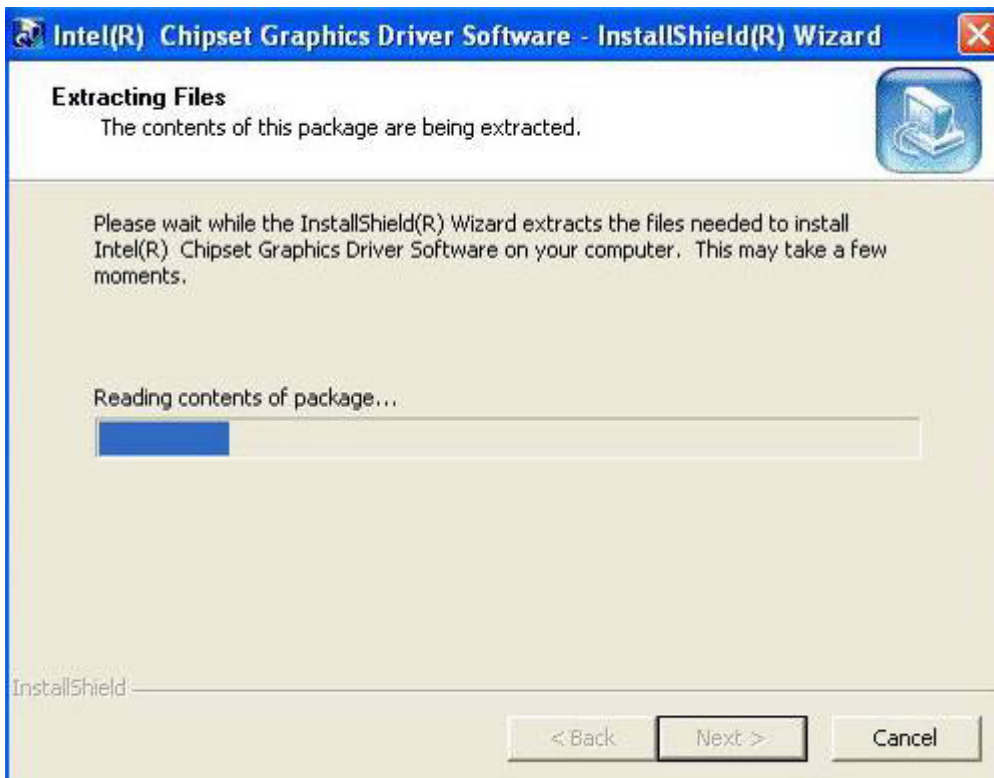 Intel(R) Chipset Graphics Driver Software - InstallShield(R) Wizard
Extracting Files
The contents of this package are being extracted.
Please wait while the InstallShield(R) Wizard extracts the files needed to install
Intel(R) Chipset Graphics Driver Software on your computer. This may take a few
moments.
Reading contents of package...
InstallShield
< Back Next > Cancel